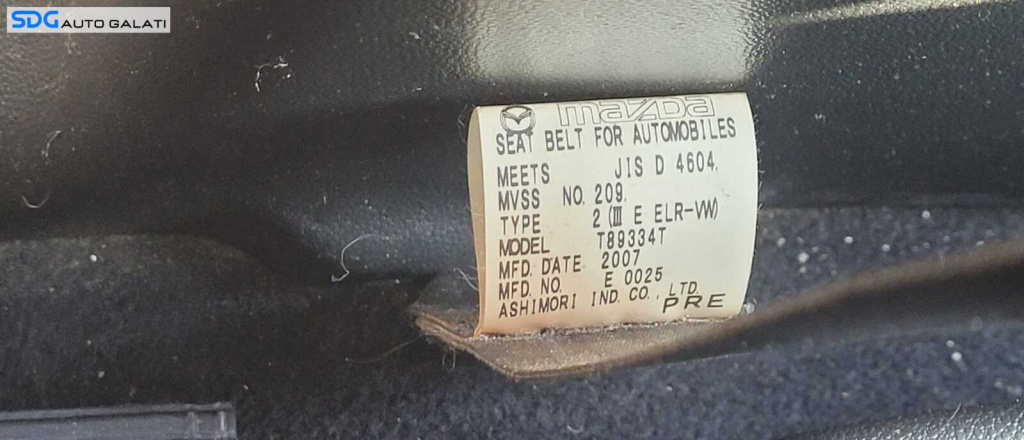 SDG AUTO GALATI
mazda
SEAT BELT FOR AUTOMOBILES
MEETS JIS D 4604.
MVSS NO. 209.
TYPE 2 (III E ELR-VW)
MODEL T89334T
MFD. DATE 2007
MFD. NO. E 0025
ASHIMORI IND. CO., LTD.
PRE